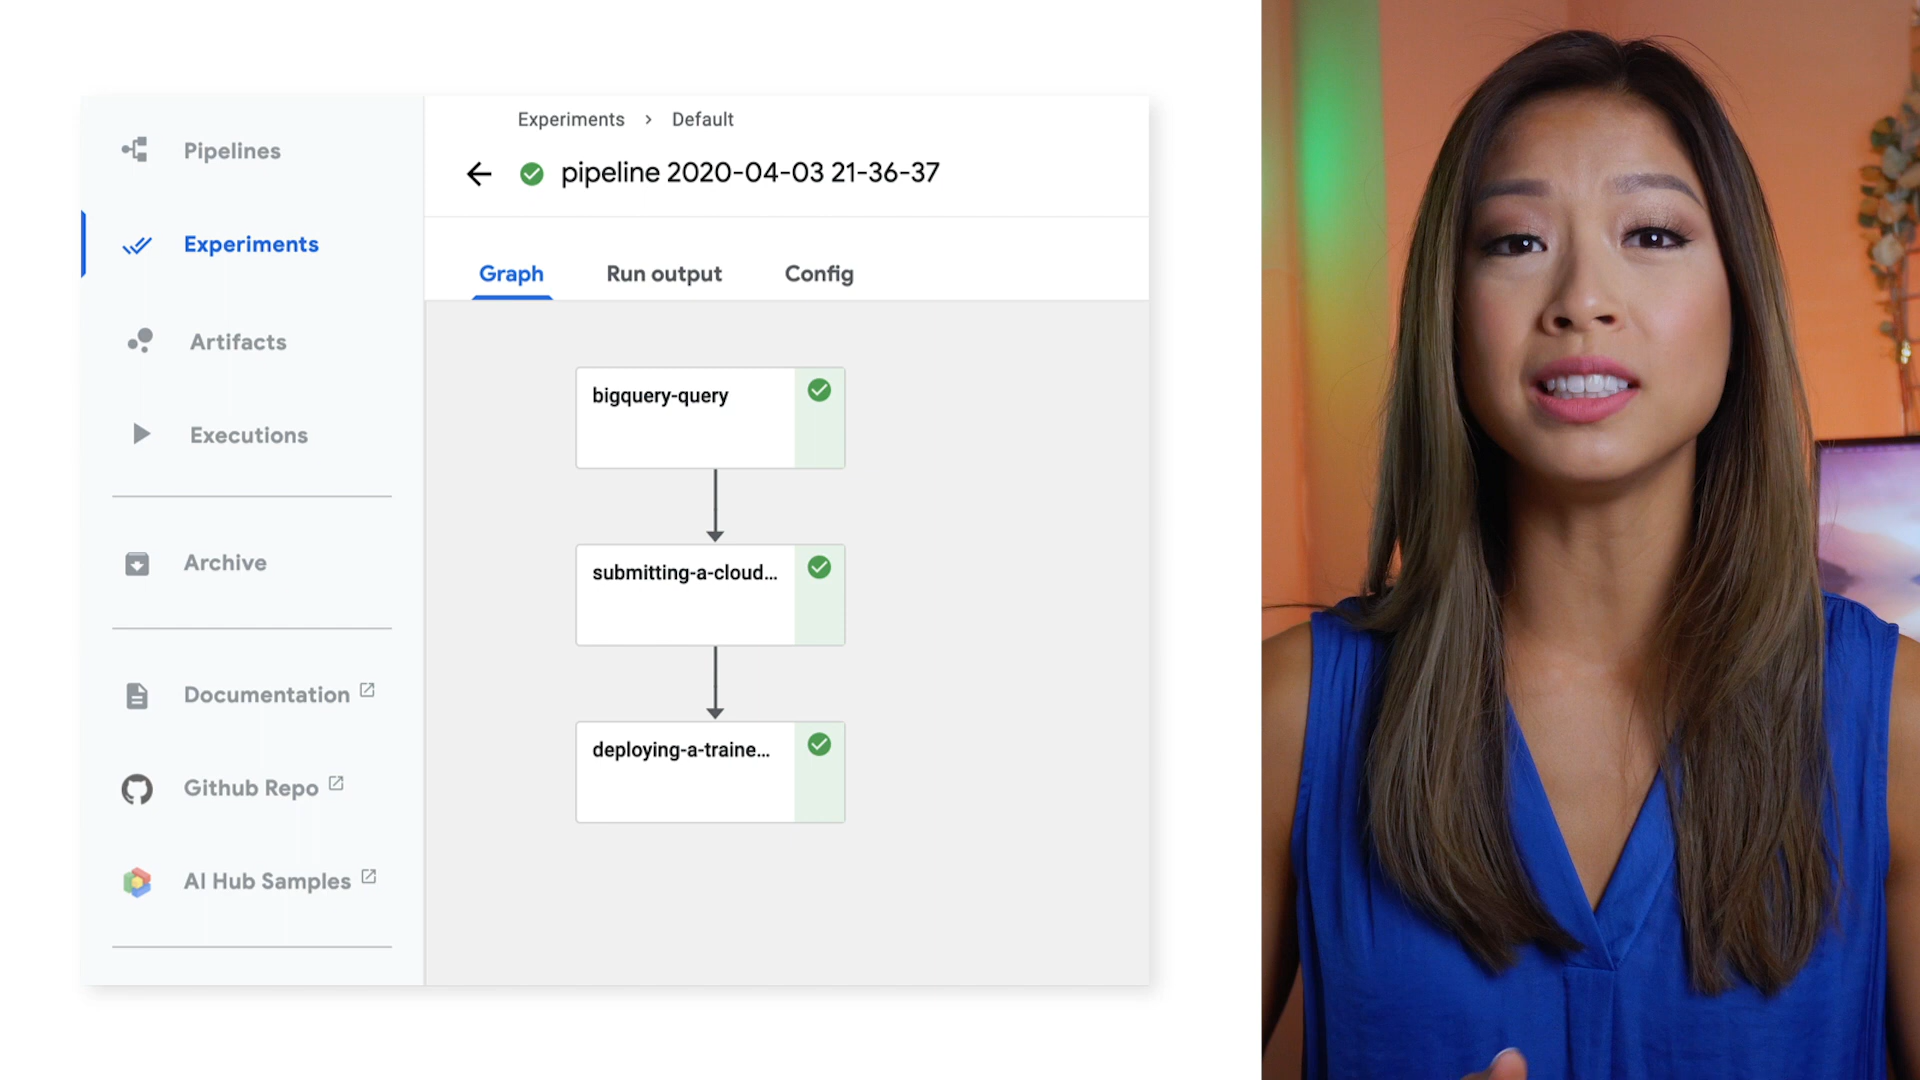 Pipelines
Experiments
Artifacts
Executions
Archive
Documentation
Github Repo
AI Hub Samples
Experiments > Default
pipeline 2020-04-03 21-36-37
Graph Run output Config
bigquery-query
submitting-a-cloud...
deploying-a-traine...